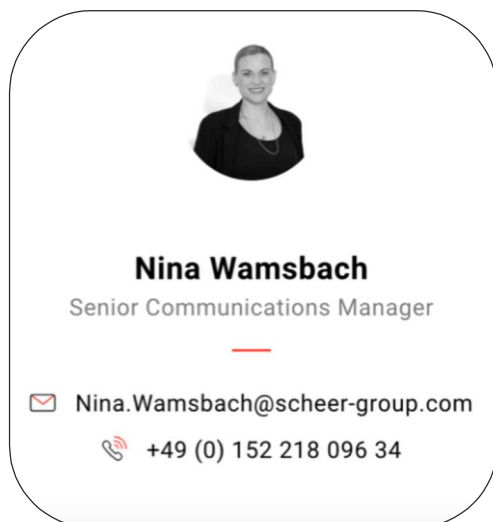 Nina Wamsbach
Senior Communications Manager
Nina.Wamsbach@scheer-group.com
+49 (0) 152 218 096 34